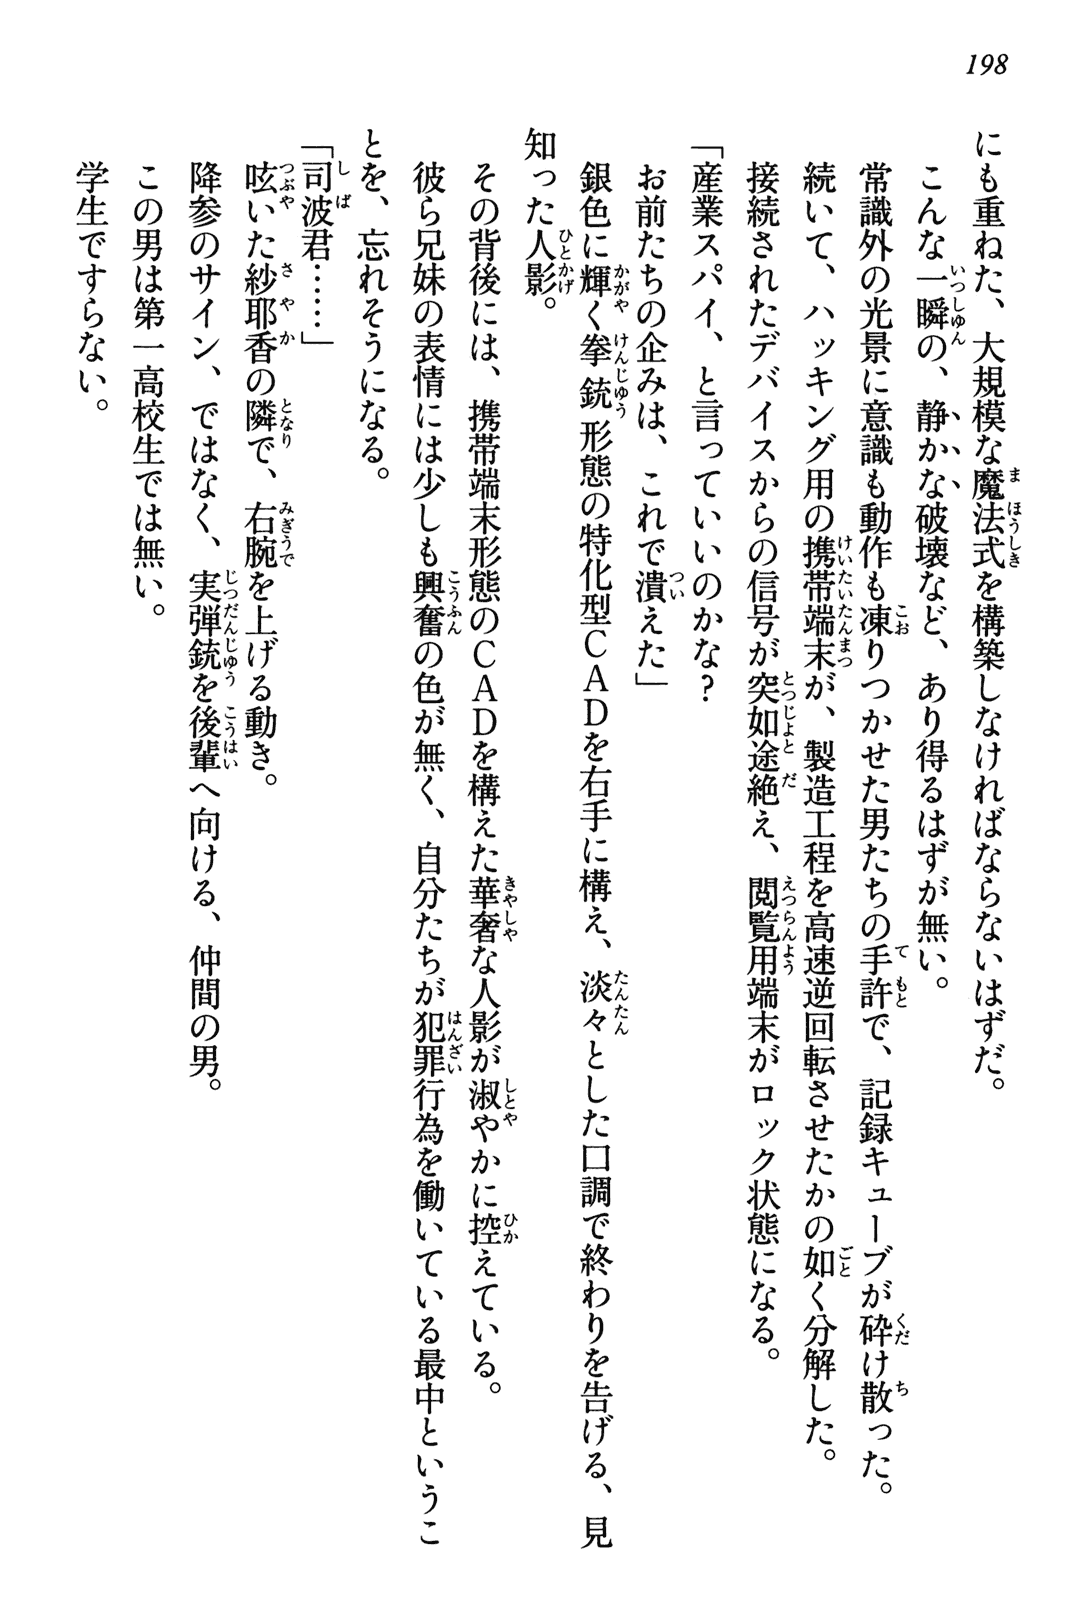 198
にも重ねた、大規模な魔法式を構築しなければならないはずだ。
こんな一瞬の、静かな破壊など、あり得るはずが無い。
常識外の光景に意識も動作も凍りつかせた男たちの手許で、記録キューブが砕け散った。
続いて、ハッキング用の携帯端末が、製造工程を高速逆回転させたかの如く分解した。
接続されたデバイスからの信号が突如途絶え、閲覧用端末がロック状態になる。
「産業スパイ、と言っていいのかな?
お前たちの企みは、これで潰えた」
銀色に輝く拳銃形態の特化型CADを右手に構え、淡々とした口調で終わりを告げる、見
知った人影。
その背後には、携帯端末形態のCADを構えた華奢な人影が淑やかに控えている。
彼ら兄妹の表情には少しも興奮の色が無く、自分たちが犯罪行為を働いている最中というこ
とを、忘れそうになる。
「司波君……」
呟いた紗耶香の隣で、右腕を上げる動き。
降参のサイン、ではなく、実弾銃を後輩へ向ける、仲間の男。
この男は第一高校生では無い。
学生ですらない。